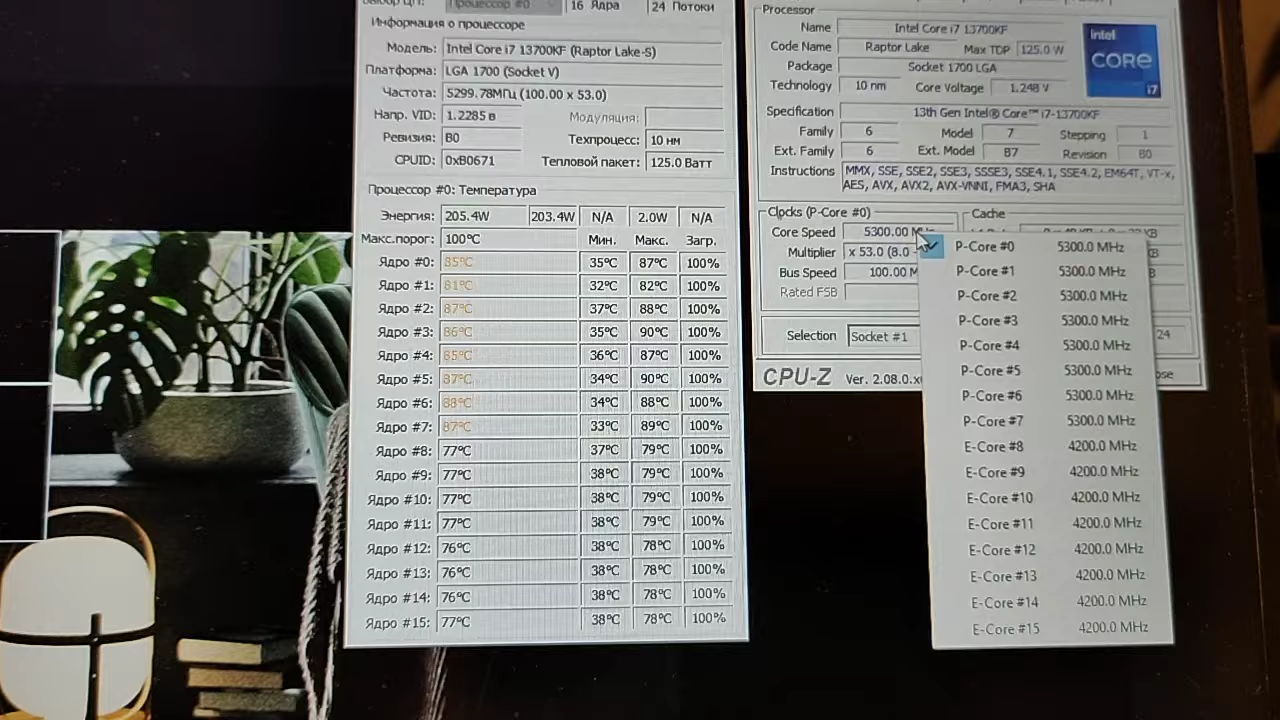 Процессор #0
16 Ядра
24 Потоки
Информация о процессоре
Модель: Intel Core i7 13700KF (Raptor Lake-S)
Платформа: LGA 1700 (Socket V)
Частота: 5299.78МГц (100.00 x 53.0)
Напр. VID: 1.2285 в Модуляция:
Ревизия: B0 Техпроцесс: 10 нм
CPUID: 0xB0671 Тепловой пакет: 125.0 Ватт
Процессор #0: Температура
Энергия: 205.4W 203.4W N/A 2.0W N/A
Макс.порог: 100°C Мин. Макс. Загр.
Ядро #0: 85°C 35°C 87°C 100%
Ядро #1: 81°C 32°C 82°C 100%
Ядро #2: 87°C 37°C 88°C 100%
Ядро #3: 86°C 35°C 90°C 100%
Ядро #4: 85°C 36°C 87°C 100%
Ядро #5: 87°C 34°C 90°C 100%
Ядро #6: 88°C 34°C 88°C 100%
Ядро #7: 87°C 33°C 89°C 100%
Ядро #8: 77°C 37°C 79°C 100%
Ядро #9: 77°C 38°C 79°C 100%
Ядро #10: 77°C 38°C 79°C 100%
Ядро #11: 77°C 38°C 79°C 100%
Ядро #12: 76°C 38°C 78°C 100%
Ядро #13: 76°C 38°C 78°C 100%
Ядро #14: 76°C 38°C 78°C 100%
Ядро #15: 77°C 38°C 78°C 100%
Processor
Name Intel Core i7 13700KF
Code Name Raptor Lake Max TDP 125.0 W
Package Socket 1700 LGA
Technology 10 nm Core Voltage 1.248 V
intel
CORE
i7
Specification 13th Gen Intel® Core™ i7-13700KF
Family 6 Model 7 Stepping 1
Ext. Family 6 Ext. Model B7 Revision B0
Instructions MMX, SSE, SSE2, SSE3, SSSE3, SSE4.1, SSE4.2, EM64T, VT-x,
AES, AVX, AVX2, AVX-VNNI, FMA3, SHA
Clocks (P-Core #0)
Core Speed 5300.00
Multiplier x 53.0 (8.0 -
Bus Speed 100.00 M
Rated FSB
Cache
Selection Socket #1
24
CPU-Z Ver. 2.08.0.x
ose
P-Core #0 5300.0 MHz
P-Core #1 5300.0 MHz
P-Core #2 5300.0 MHz
P-Core #3 5300.0 MHz
P-Core #4 5300.0 MHz
P-Core #5 5300.0 MHz
P-Core #6 5300.0 MHz
P-Core #7 5300.0 MHz
E-Core #8 4200.0 MHz
E-Core #9 4200.0 MHz
E-Core #10 4200.0 MHz
E-Core #11 4200.0 MHz
E-Core #12 4200.0 MHz
E-Core #13 4200.0 MHz
E-Core #14 4200.0 MHz
E-Core #15 4200.0 MHz